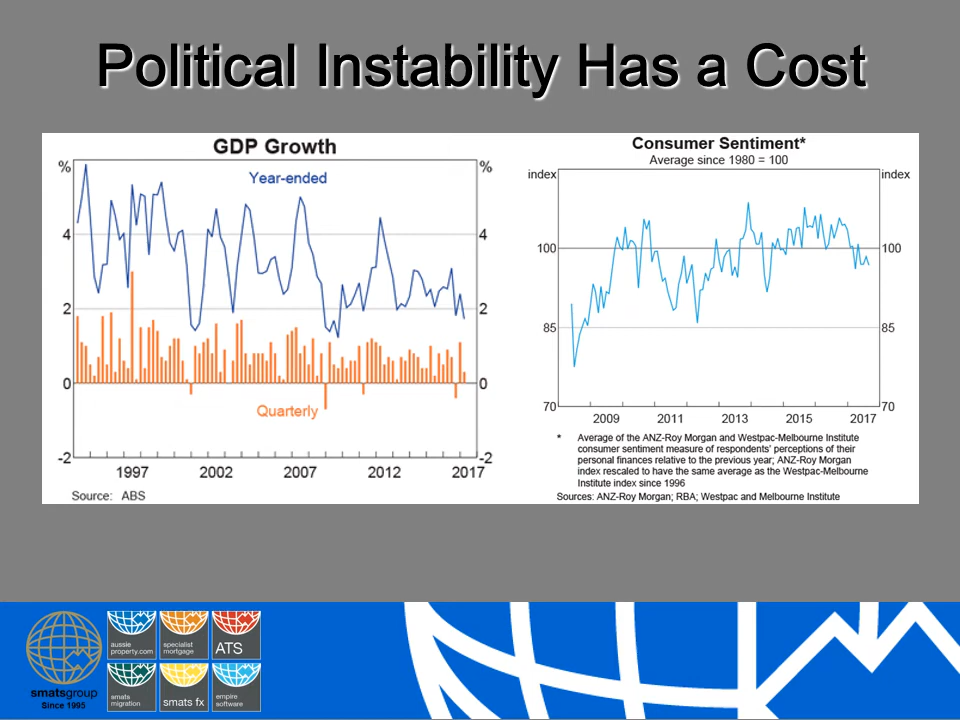 Political Instability Has a Cost
GDP Growth
%
%
Year-ended
4
4
2
2
0
0
Quarterly
-2
-2
1997
2002
2007
2012
2017
Source: ABS
Consumer Sentiment*
Average since 1980 = 100
index
index
100
100
85
85
70
70
2009
2011
2013
2015
2017
* Average of the ANZ-Roy Morgan and Westpac-Melbourne Institute
consumer sentiment measure of respondents' perceptions of their
personal finances relative to the previous year; ANZ-Roy Morgan
index rescaled to have the same average as the Westpac-Melbourne
Institute index since 1996
Sources: ANZ-Roy Morgan; RBA; Westpac and Melbourne Institute
smatsgroup
Since 1995
aussie
property.com
specialist
mortgage
ATS
smats
migration
smats fx
empire
software